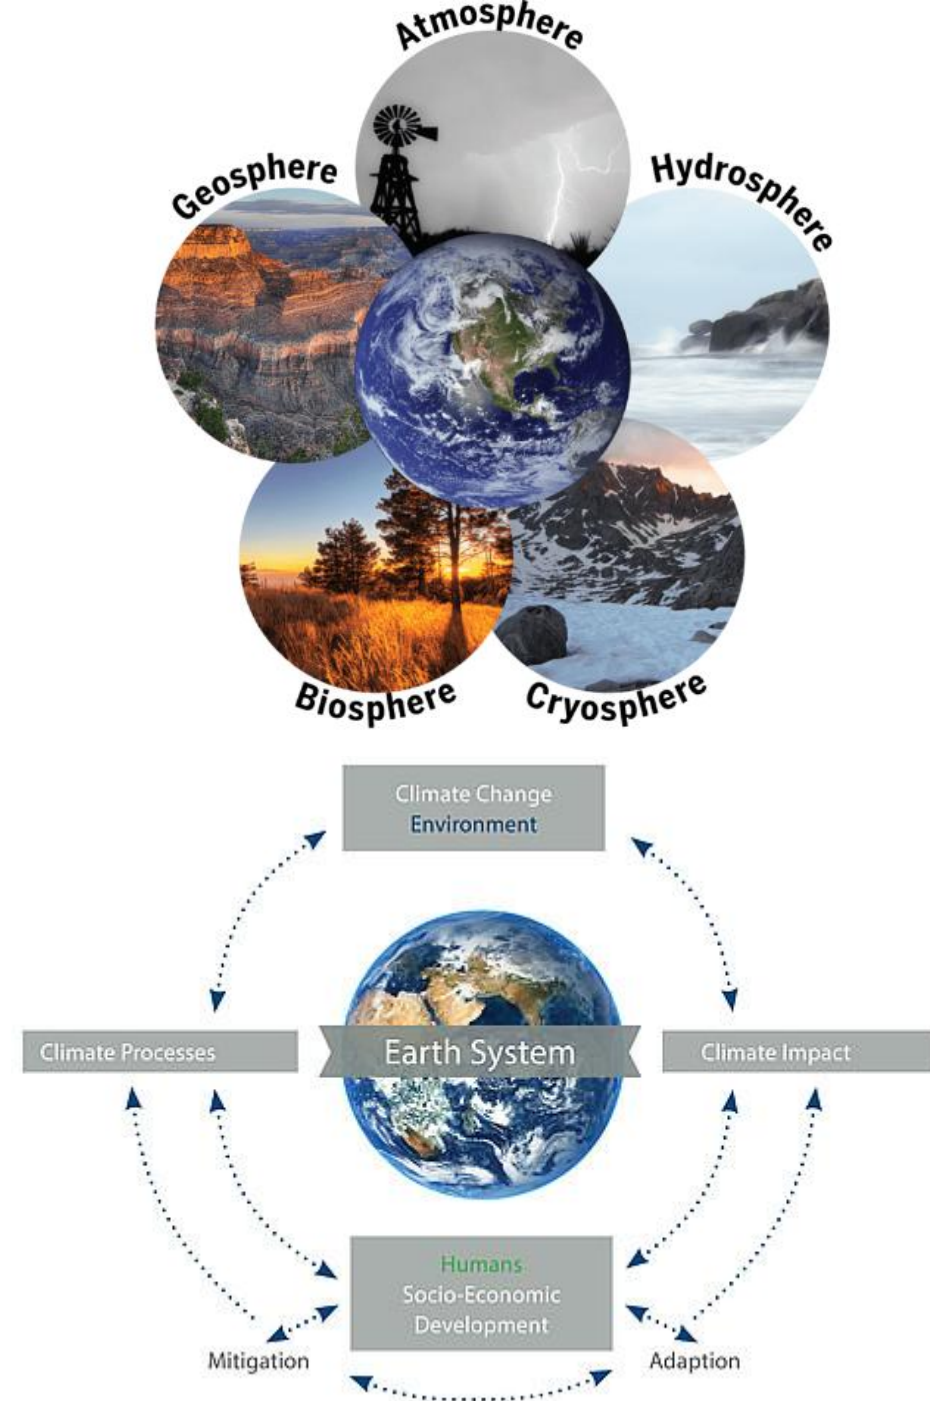 Atmosphere
Geosphere
Hydrosphere
Biosphere
Cryosphere
Climate Change
Environment
Climate Processes
Earth System
Climate Impact
Humans
Socio-Economic
Development
Mitigation
Adaption